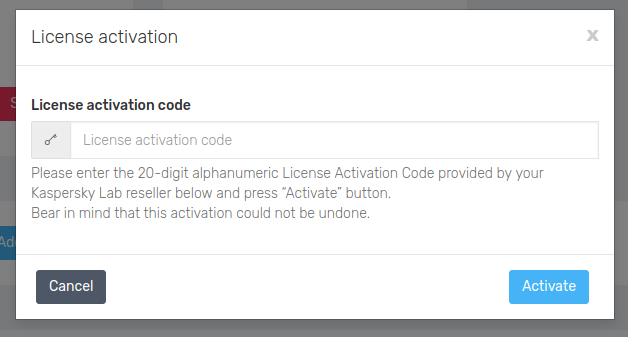 License activation
x
License activation code
License activation code
Please enter the 20-digit alphanumeric License Activation Code provided by your
Kaspersky Lab reseller below and press “Activate” button.
Bear in mind that this activation could not be undone.
Cancel
Activate